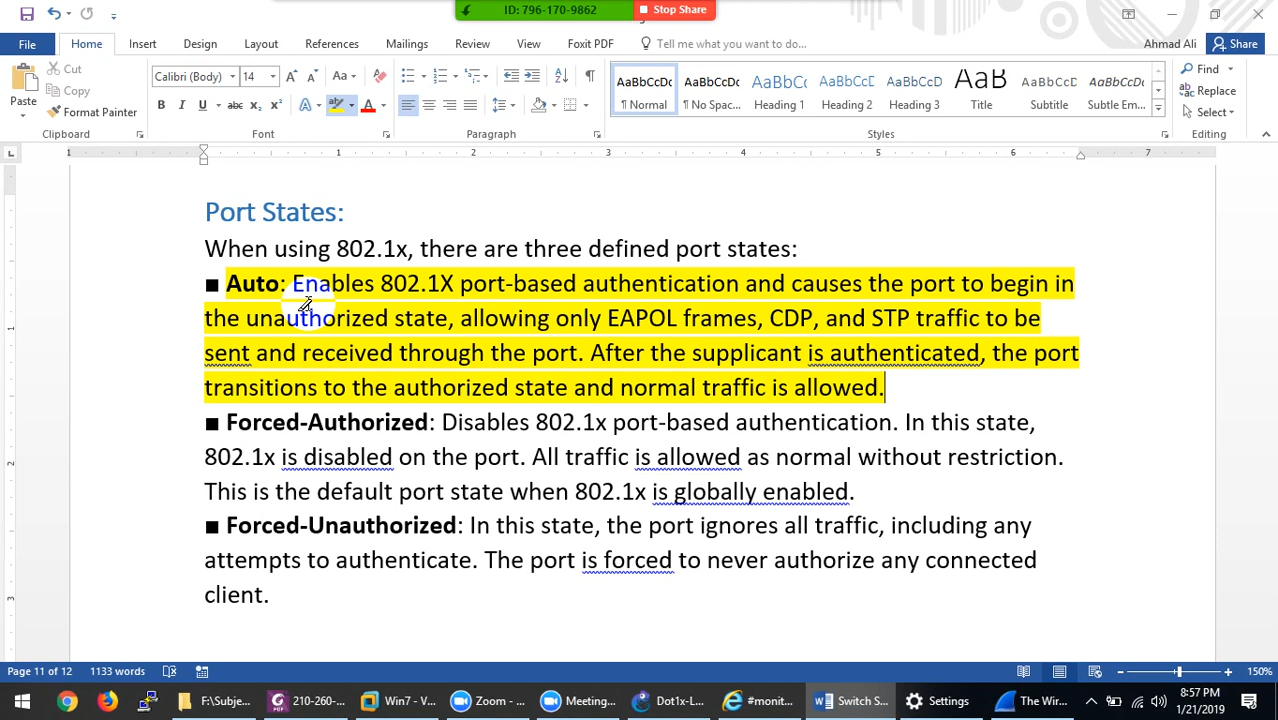 ID: 796-170-9862
Stop Share
File
Home
Insert
Design
Layout
References
Mailings
Review
View
Foxit PDF
Tell me what you want to do...
Ahmad Ali
Share
Paste
Cut
Copy
Format Painter
Clipboard
Calibri (Body)
14
Font
Paragraph
AaBbCcDc
¶ Normal
AaBbCcDc
¶ No Spac...
AaBbCc
Heading 1
AaBbCcD
Heading 2
AaBbCcD
Heading 3
AaB
Title
AaBbCcD
Subtitle
AaBbCcDc
Subtle Em...
Styles
Find
Replace
Select
Editing
1 1 2 3 4 5 6 7
Port States:
When using 802.1x, there are three defined port states:
■ Auto: Enables 802.1X port-based authentication and causes the port to begin in
the unauthorized state, allowing only EAPOL frames, CDP, and STP traffic to be
sent and received through the port. After the supplicant is authenticated, the port
transitions to the authorized state and normal traffic is allowed.
■ Forced-Authorized: Disables 802.1x port-based authentication. In this state,
802.1x is disabled on the port. All traffic is allowed as normal without restriction.
This is the default port state when 802.1x is globally enabled.
■ Forced-Unauthorized: In this state, the port ignores all traffic, including any
attempts to authenticate. The port is forced to never authorize any connected
client.
Page 11 of 12
1133 words
150%
F:\Subje...
210-260-...
Win7 - V...
Zoom - ...
Meeting...
Dot1x-L...
#monit...
Switch S...
Settings
The Wir...
8:57 PM
1/21/2019